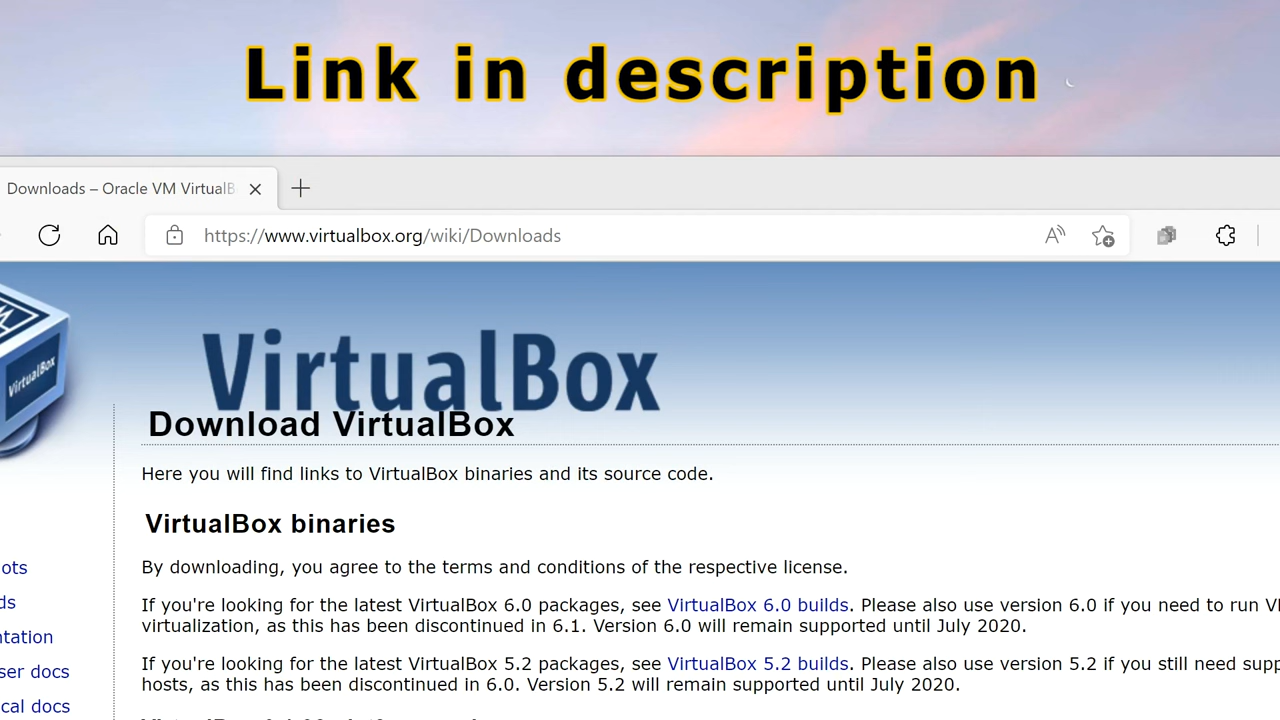 Link in description
Downloads – Oracle VM VirtualB
https://www.virtualbox.org/wiki/Downloads
VirtualBox
VirtualBox
Download VirtualBox
Here you will find links to VirtualBox binaries and its source code.
VirtualBox binaries
By downloading, you agree to the terms and conditions of the respective license.
If you're looking for the latest VirtualBox 6.0 packages, see VirtualBox 6.0 builds. Please also use version 6.0 if you need to run
virtualization, as this has been discontinued in 6.1. Version 6.0 will remain supported until July 2020.
If you're looking for the latest VirtualBox 5.2 packages, see VirtualBox 5.2 builds. Please also use version 5.2 if you still need supp
hosts, as this has been discontinued in 6.0. Version 5.2 will remain supported until July 2020.
ots
ds
ntation
ser docs
cal docs